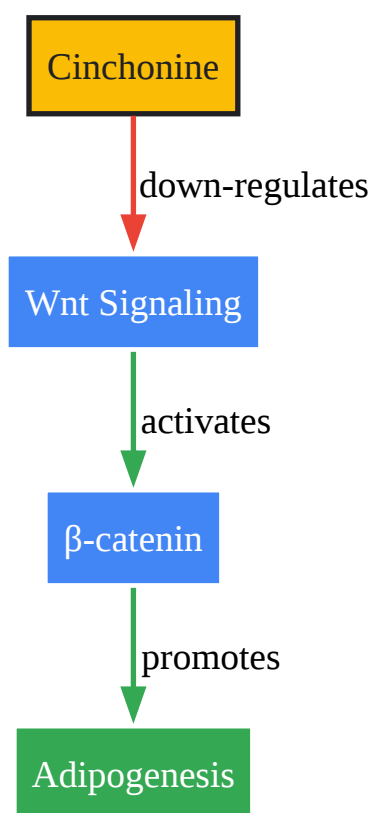 Cinchonine
down-regulates
Wnt Signaling
activates
β-catenin
promotes
Adipogenesis